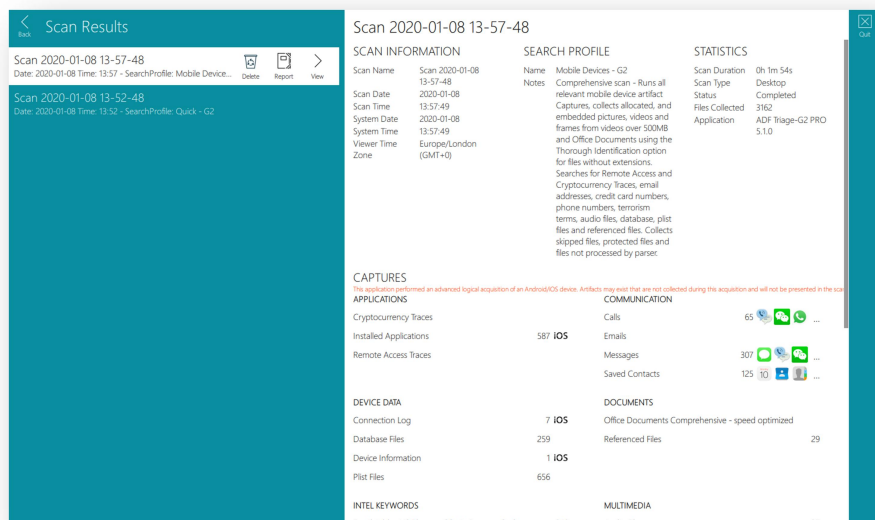 Back
Scan Results
Scan 2020-01-08 13-57-48
Date: 2020-01-08 Time: 13:57 - SearchProfile: Mobile Device...
Delete
Report
View
Scan 2020-01-08 13-52-48
Date: 2020-01-08 Time: 13:52 - SearchProfile: Quick - G2
Scan 2020-01-08 13-57-48
Quit
SCAN INFORMATION
Scan Name Scan 2020-01-08
13-57-48
Scan Date 2020-01-08
Scan Time 13:57:49
System Date 2020-01-08
System Time 13:57:49
Viewer Time Europe/London
Zone (GMT+0)
SEARCH PROFILE
Name Mobile Devices - G2
Notes Comprehensive scan - Runs all
relevant mobile device artifact
Captures, collects allocated, and
embedded pictures, videos and
frames from videos over 500MB
and Office Documents using the
Thorough Identification option
for files without extensions.
Searches for Remote Access and
Cryptocurrency Traces, email
addresses, credit card numbers,
phone numbers, terrorism
terms, audio files, database, plist
files and referenced files. Collects
skipped files, protected files and
files not processed by parser.
STATISTICS
Scan Duration 0h 1m 54s
Scan Type Desktop
Status Completed
Files Collected 3162
Application ADF Triage-G2 PRO
5.1.0
CAPTURES
This application performed an advanced logical acquisition of an Android/iOS device. Artifacts may exist that are not collected during this acquisition and will not be presented in the scan
APPLICATIONS
Cryptocurrency Traces
Installed Applications 587 iOS
Remote Access Traces
COMMUNICATION
Calls 65 ...
Emails
Messages 307 ...
Saved Contacts 125 10 ...
DEVICE DATA
Connection Log 7 iOS
Database Files 259
Device Information 1 iOS
Plist Files 656
DOCUMENTS
Office Documents Comprehensive - speed optimized
Referenced Files 29
INTEL KEYWORDS
MULTIMEDIA